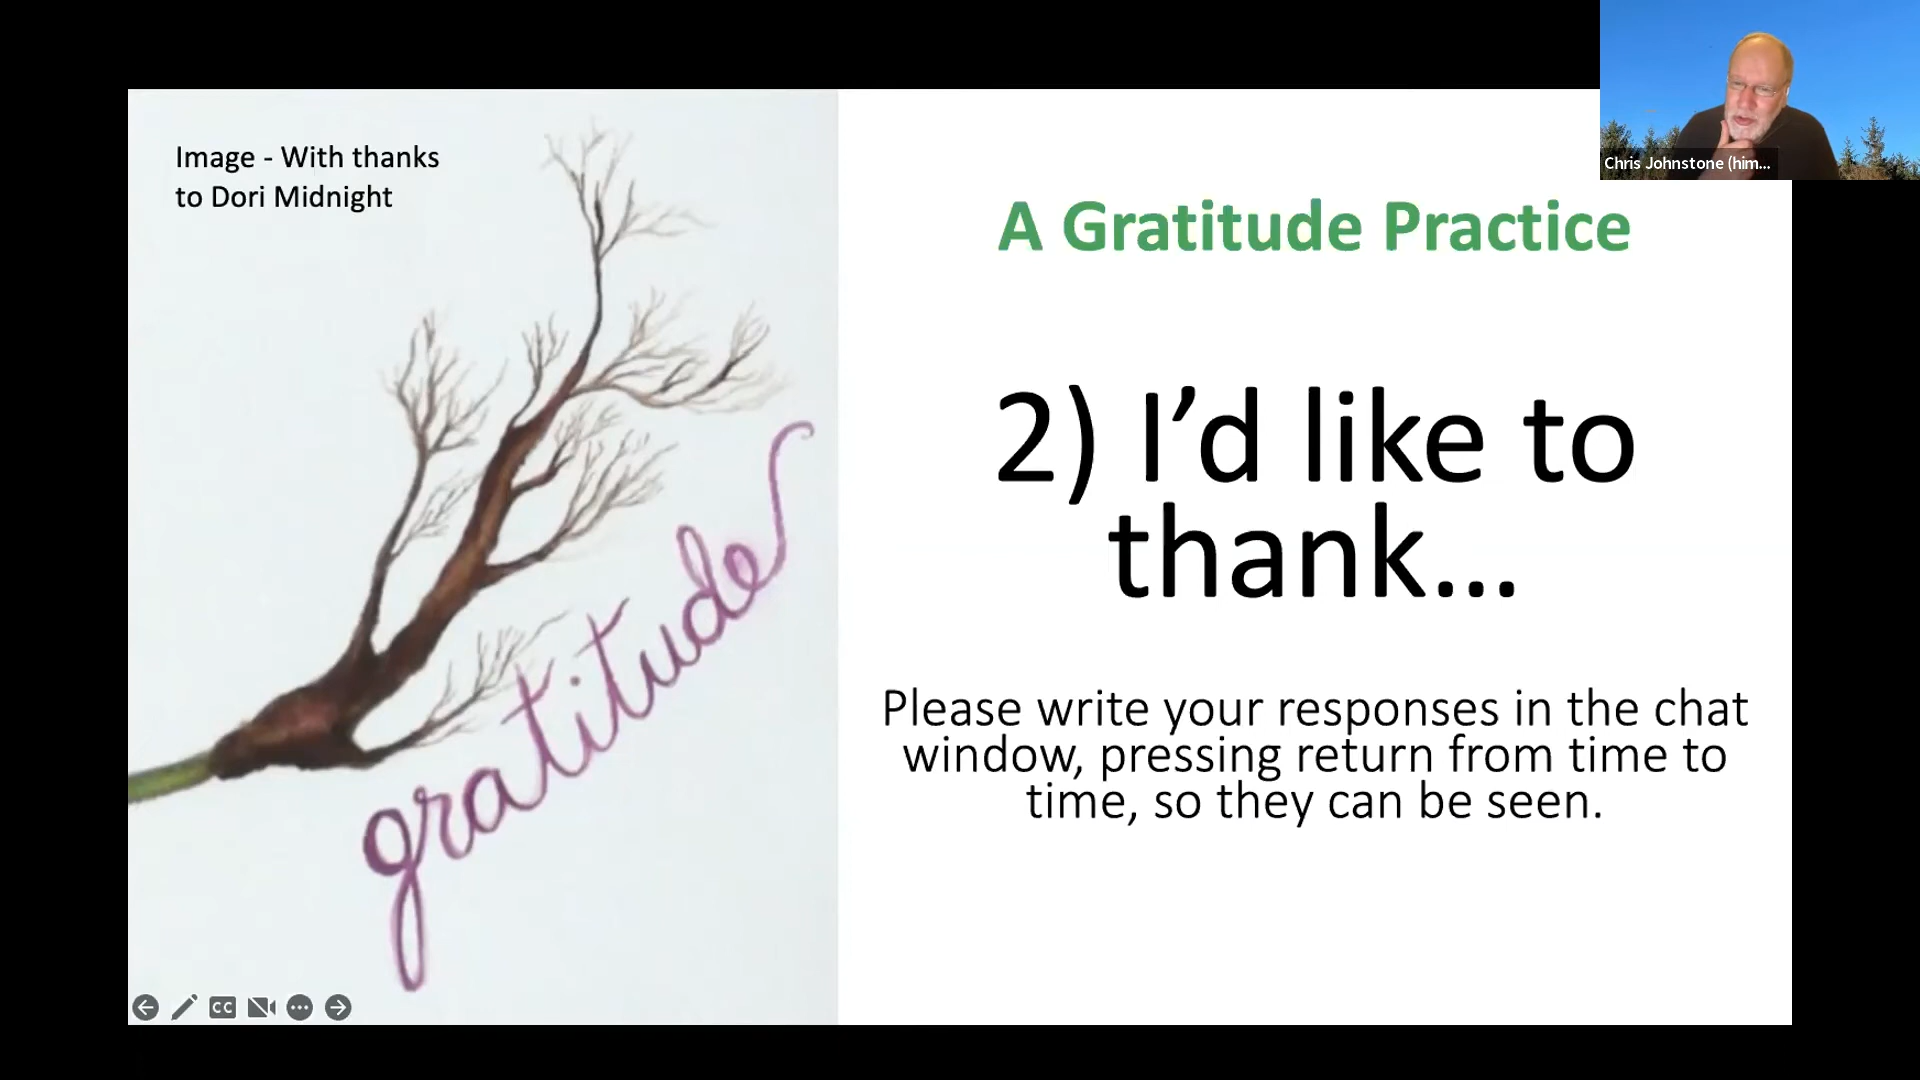 Image - With thanks
to Dori Midnight
gratitude
A Gratitude Practice
2) I’d like to
thank...
Please write your responses in the chat
window, pressing return from time to
time, so they can be seen.
Chris Johnstone (him...
CC